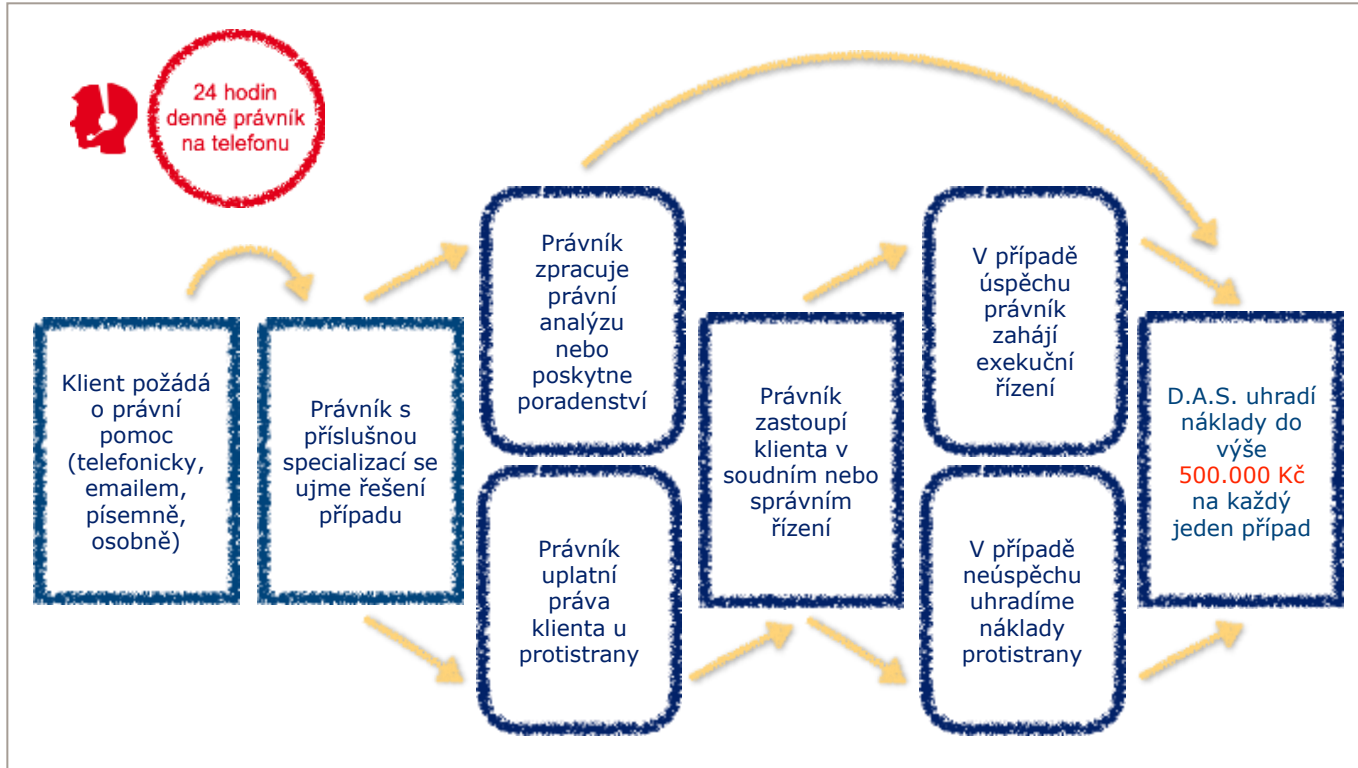 24 hodin
denně právník
na telefonu
Klient požádá
o právní
pomoc
(telefonicky,
emailem,
písemně,
osobně)
Právník s
příslušnou
specializací se
ujme řešení
případu
Právník
zpracuje
právní
analýzu
nebo
poskytne
poradenství
Právník
uplatní
práva
klienta u
protistrany
Právník
zastoupí
klienta v
soudním nebo
správním
řízení
V případě
úspěchu
právník
zahájí
exekuční
řízení
V případě
neúspěchu
uhradíme
náklady
protistrany
D.A.S. uhradí
náklady do
výše
500.000 Kč
na každý
jeden případ